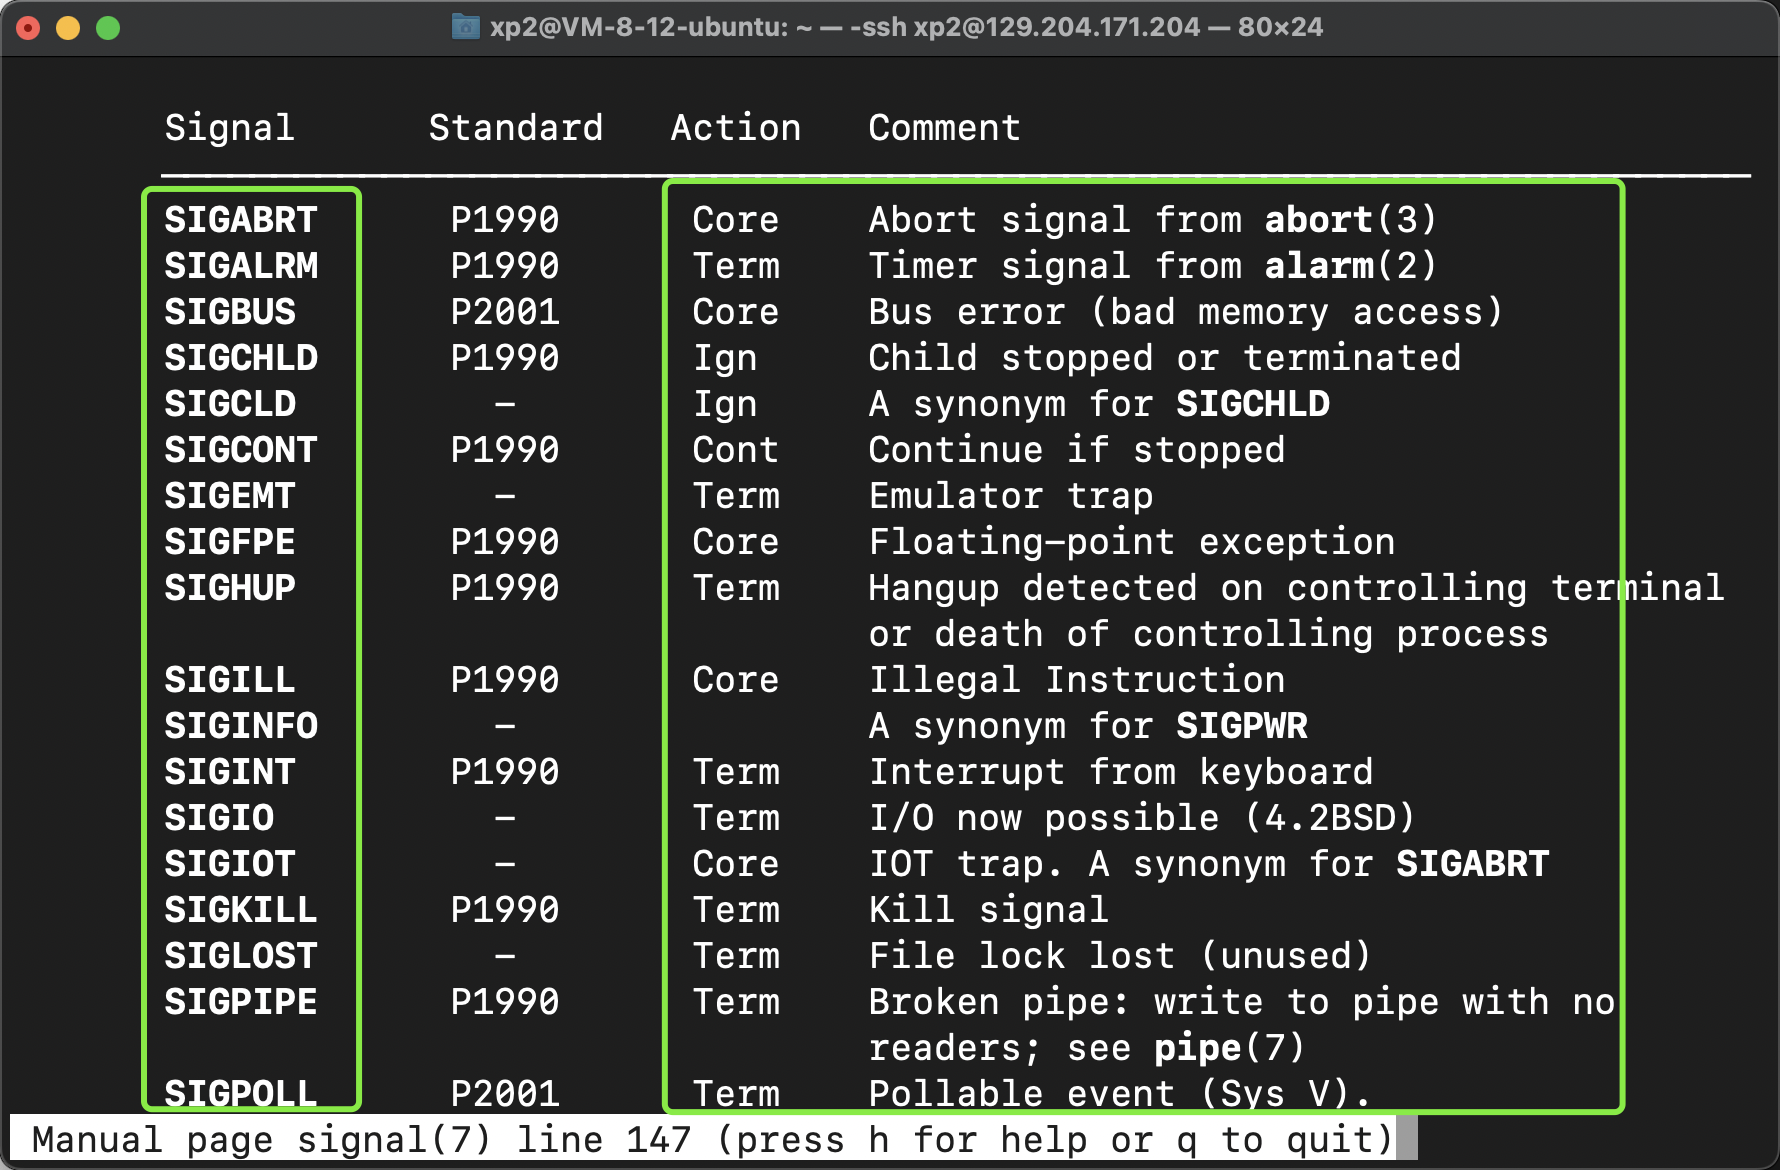 xp2@VM-8-12-ubuntu: ~ — -ssh xp2@129.204.171.204 — 80×24
Signal Standard Action Comment
SIGABRT P1990 Core Abort signal from abort(3)
SIGALRM P1990 Term Timer signal from alarm(2)
SIGBUS P2001 Core Bus error (bad memory access)
SIGCHLD P1990 Ign Child stopped or terminated
SIGCLD – Ign A synonym for SIGCHLD
SIGCONT P1990 Cont Continue if stopped
SIGEMT – Term Emulator trap
SIGFPE P1990 Core Floating-point exception
SIGHUP P1990 Term Hangup detected on controlling terminal
or death of controlling process
SIGILL P1990 Core Illegal Instruction
SIGINFO – A synonym for SIGPWR
SIGINT P1990 Term Interrupt from keyboard
SIGIO – Term I/O now possible (4.2BSD)
SIGIOT – Core IOT trap. A synonym for SIGABRT
SIGKILL P1990 Term Kill signal
SIGLOST – Term File lock lost (unused)
SIGPIPE P1990 Term Broken pipe: write to pipe with no
readers; see pipe(7)
SIGPOLL P2001 Term Pollable event (Sys V).
Manual page signal(7) line 147 (press h for help or q to quit)